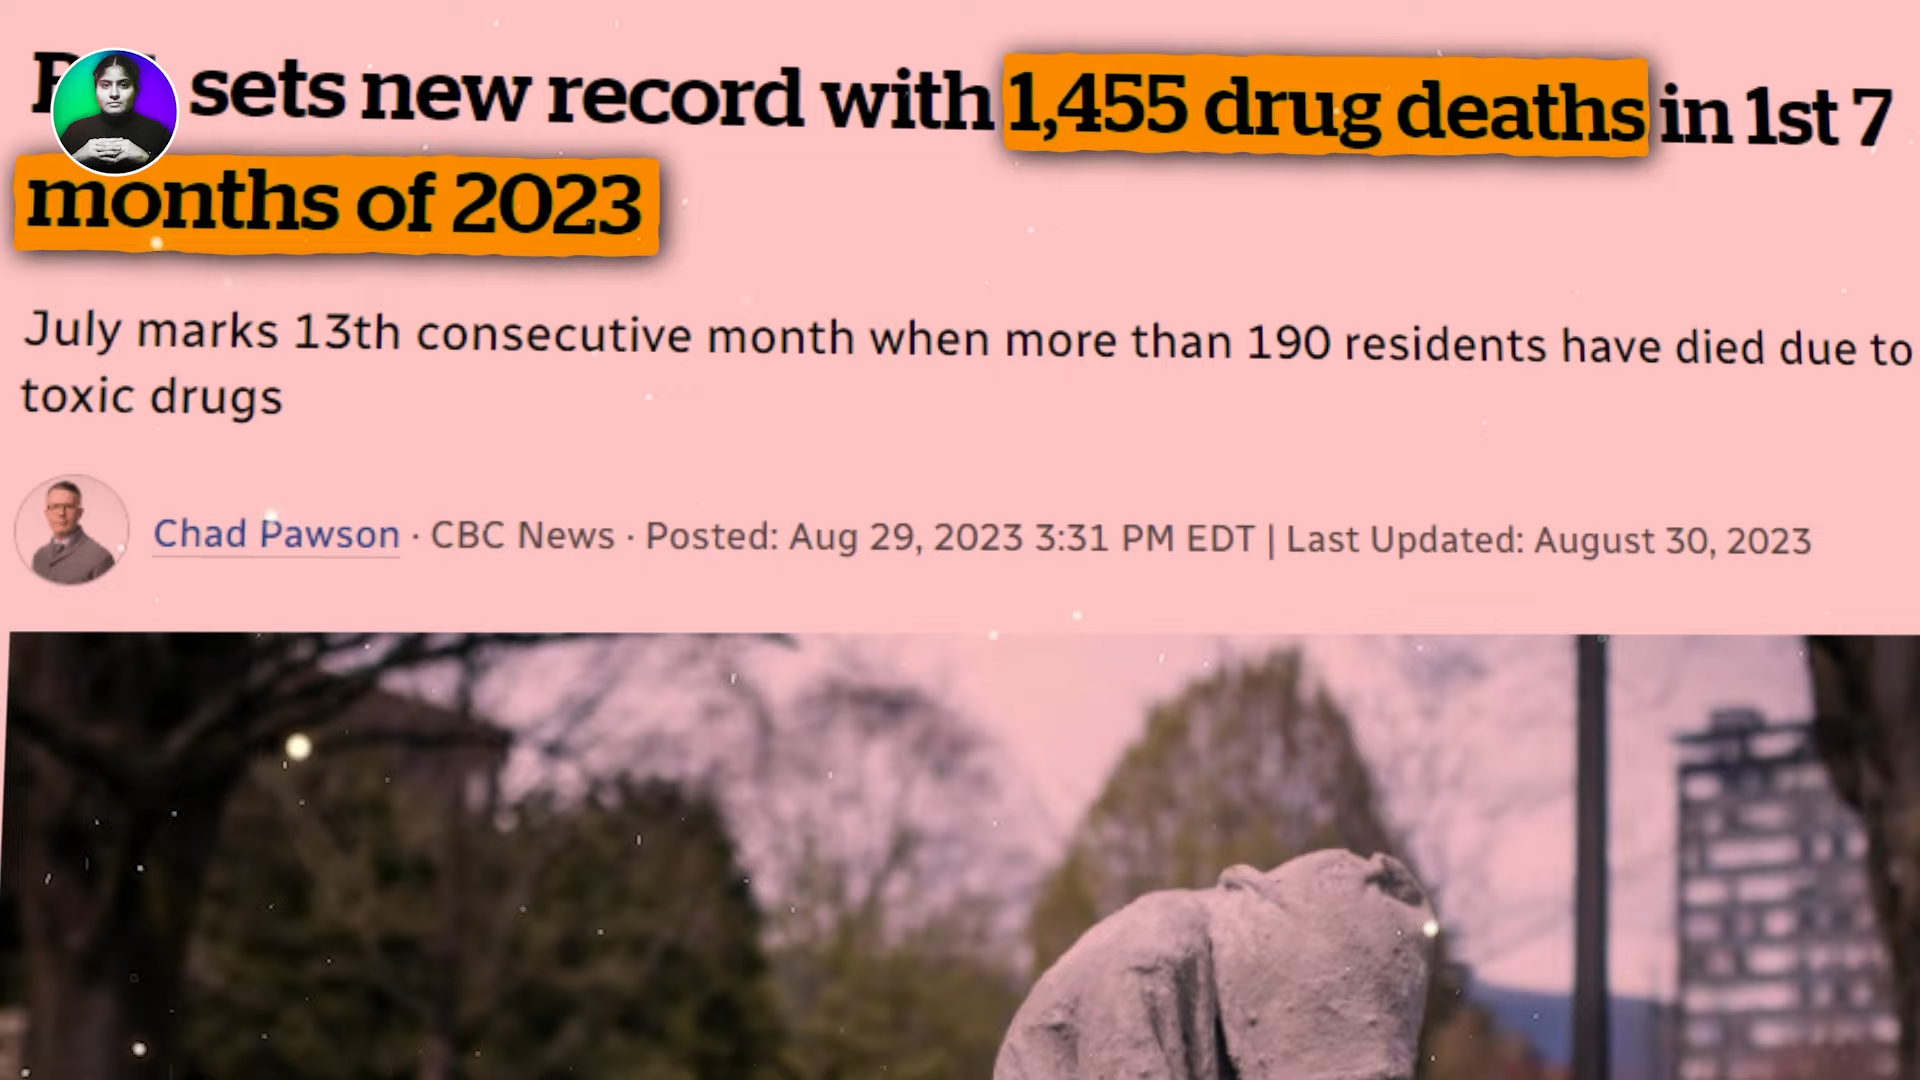 sets new record with 1,455 drug deaths in 1st 7
months of 2023
July marks 13th consecutive month when more than 190 residents have died due to
toxic drugs
Chad Pawson · CBC News · Posted: Aug 29, 2023 3:31 PM EDT | Last Updated: August 30, 2023